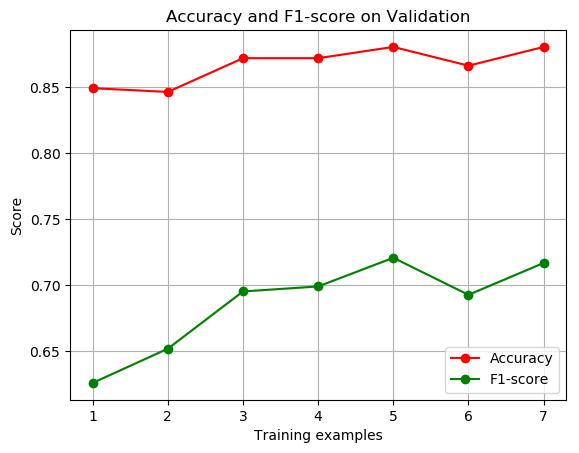 Accuracy and F1-score on Validation
0.85
0.80
0.75
0.70
0.65
Score
Accuracy
F1-score
1 2 3 4 5 6 7
Training examples